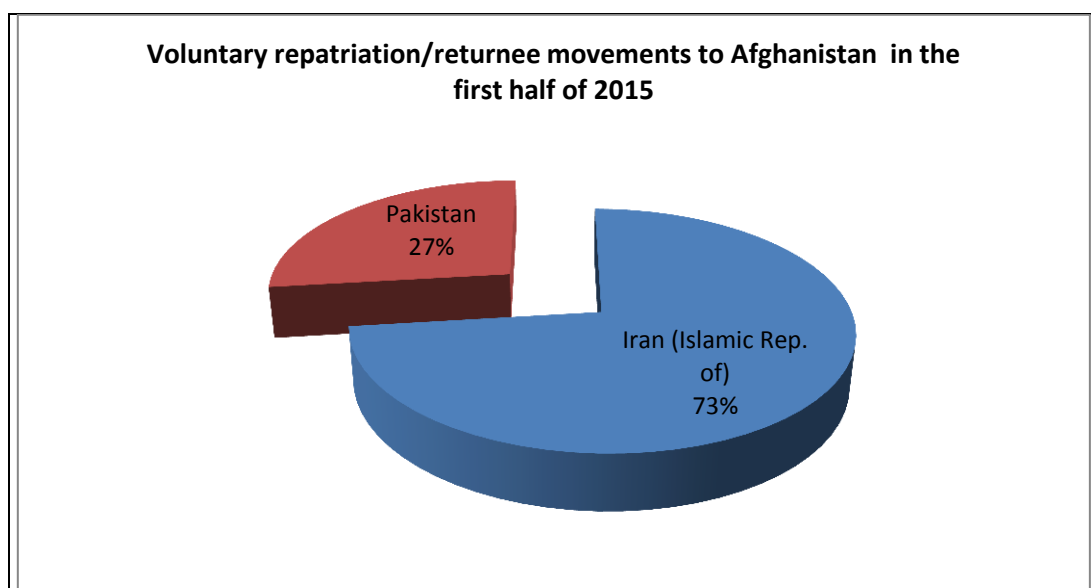 Voluntary repatriation/returnee movements to Afghanistan  in the
first half of 2015
Pakistan
27%
Iran (Islamic Rep.
of)
73%